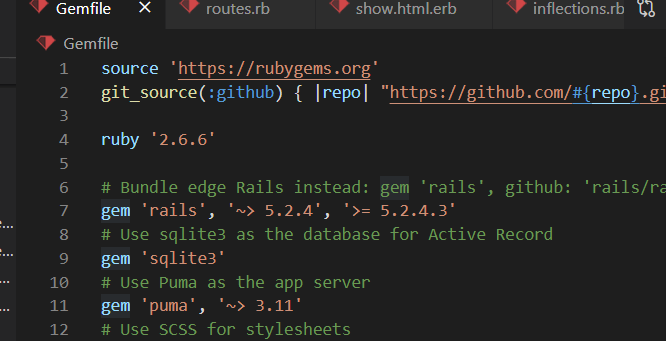 Gemfile
routes.rb
show.html.erb
inflections.rb
Gemfile
1 source 'https://rubygems.org'
2 git_source(:github) { |repo| "https://github.com/#{repo}.gi
3
4 ruby '2.6.6'
5
6 # Bundle edge Rails instead: gem 'rails', github: 'rails/ra
7 gem 'rails', '~> 5.2.4', '>= 5.2.4.3'
8 # Use sqlite3 as the database for Active Record
9 gem 'sqlite3'
10 # Use Puma as the app server
11 gem 'puma', '~> 3.11'
12 # Use SCSS for stylesheets
e...
e...
...
...